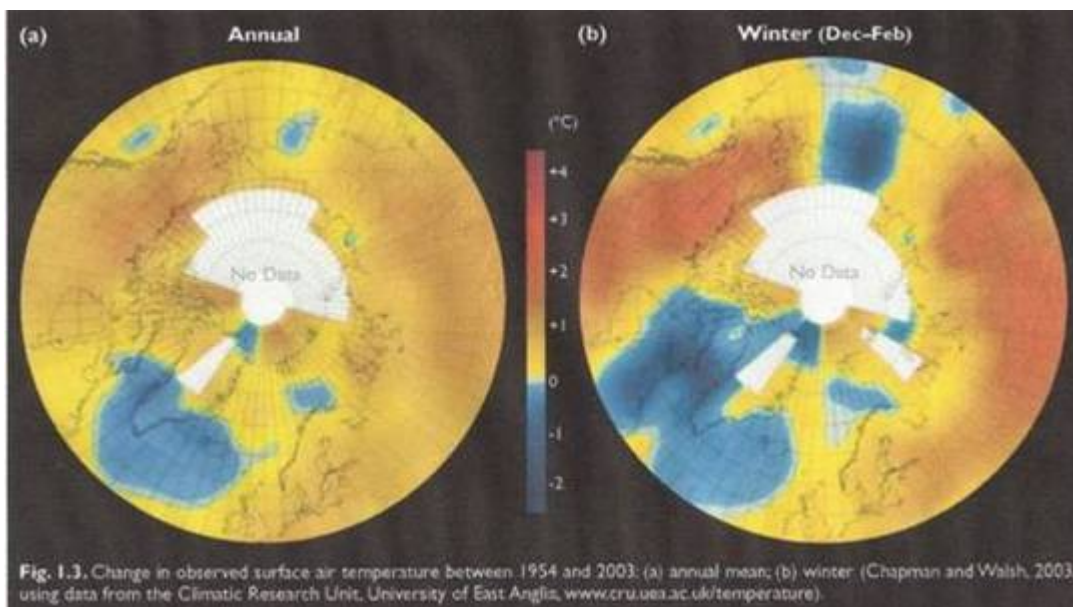 (a) Annual
(b) Winter (Dec–Feb)
(°C)
+4
+3
+2
+1
0
-1
-2
No Data
No Data
Fig. 1.3. Change in observed surface air temperature between 1954 and 2003: (a) annual mean; (b) winter (Chapman and Walsh, 2003
using data from the Climatic Research Unit, University of East Anglia, www.cru.uea.ac.uk/temperature).